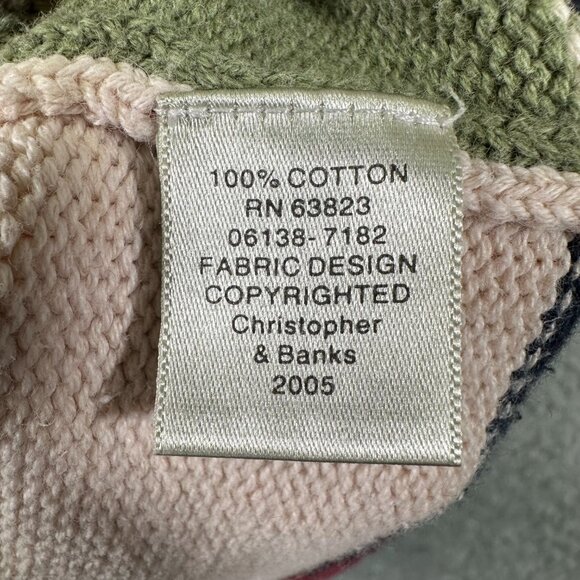 100% COTTON
RN 63823
06138-7182
FABRIC DESIGN
COPYRIGHTED
Christopher
& Banks
2005